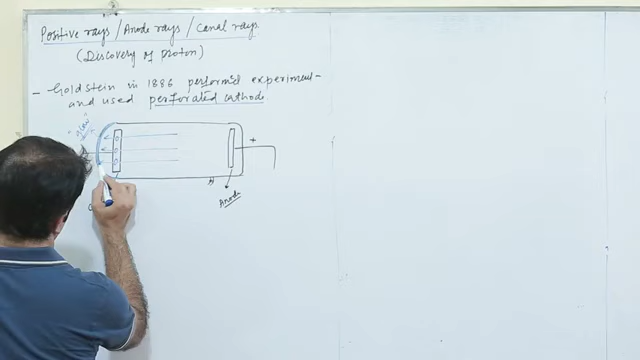 Positive rays / Anode rays / Canal rays
(Discovery of proton)
- Goldstein in 1886 performed experiment
and used perforated cathode.
Glow
+
Anode